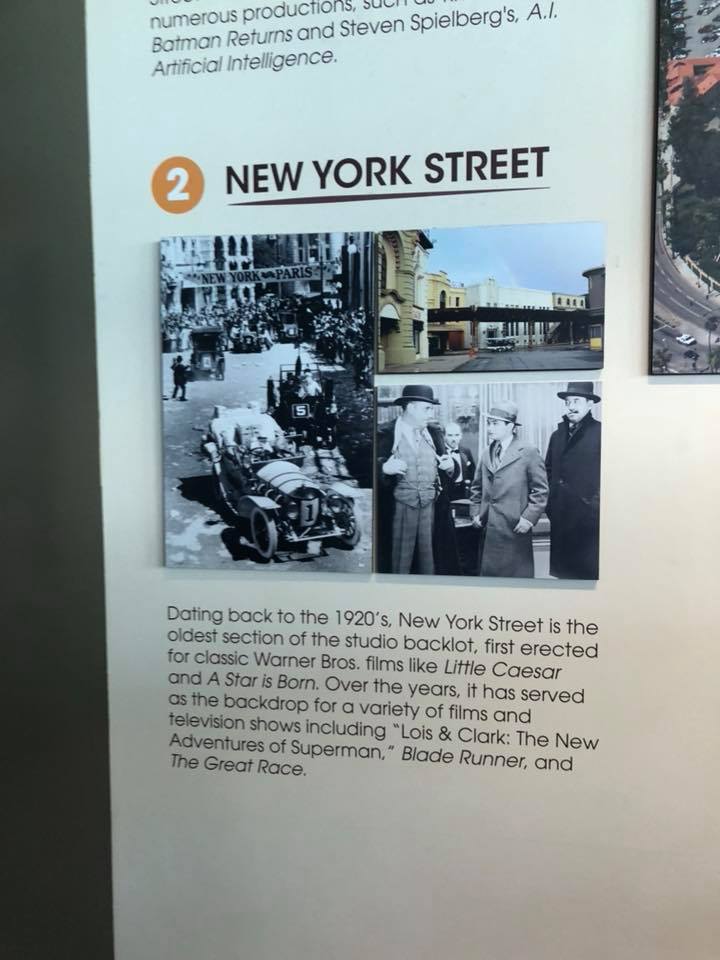 numerous productions, such as
Batman Returns and Steven Spielberg's, A.I.
Artificial Intelligence.
2 NEW YORK STREET
NEW YORK PARIS
5
1
Dating back to the 1920's, New York Street is the
oldest section of the studio backlot, first erected
for classic Warner Bros. films like Little Caesar
and A Star is Born. Over the years, it has served
as the backdrop for a variety of films and
television shows including "Lois & Clark: The New
Adventures of Superman," Blade Runner, and
The Great Race.